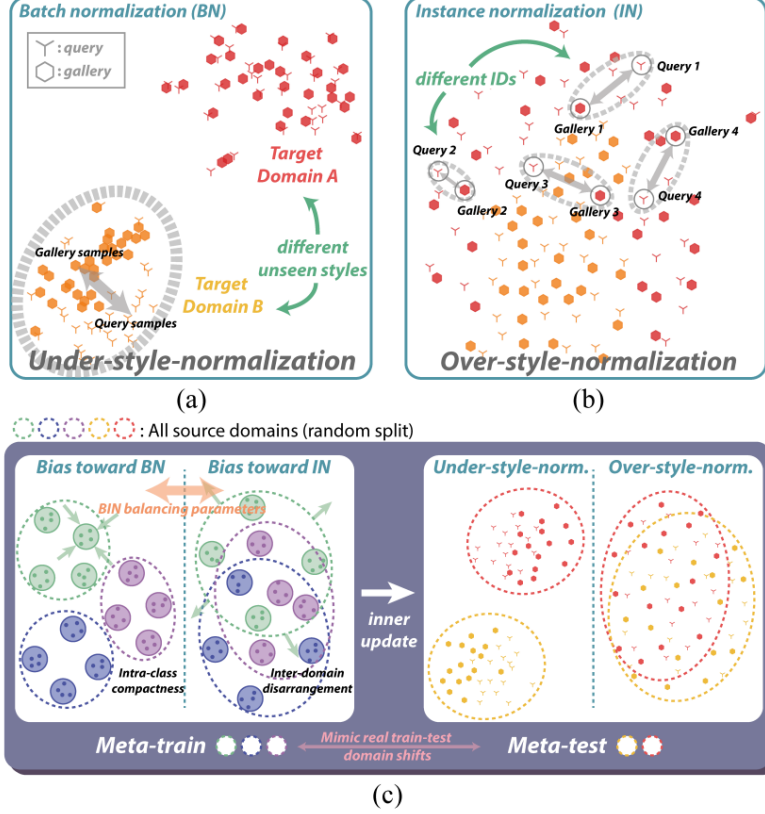 Batch normalization (BN)
: query
: gallery
Target
Domain A
different
unseen styles
Target
Domain B
Gallery samples
Query samples
Under-style-normalization
(a)
Instance normalization (IN)
different IDs
Query 1
Gallery 1
Query 2
Gallery 2
Query 3
Gallery 3
Gallery 4
Query 4
Over-style-normalization
(b)
: All source domains (random split)
Bias toward BN
Bias toward IN
BIN balancing parameters
Intra-class
compactness
Inter-domain
disarrangement
inner
update
Under-style-norm.
Over-style-norm.
Meta-train
Mimic real train-test
domain shifts
Meta-test
(c)